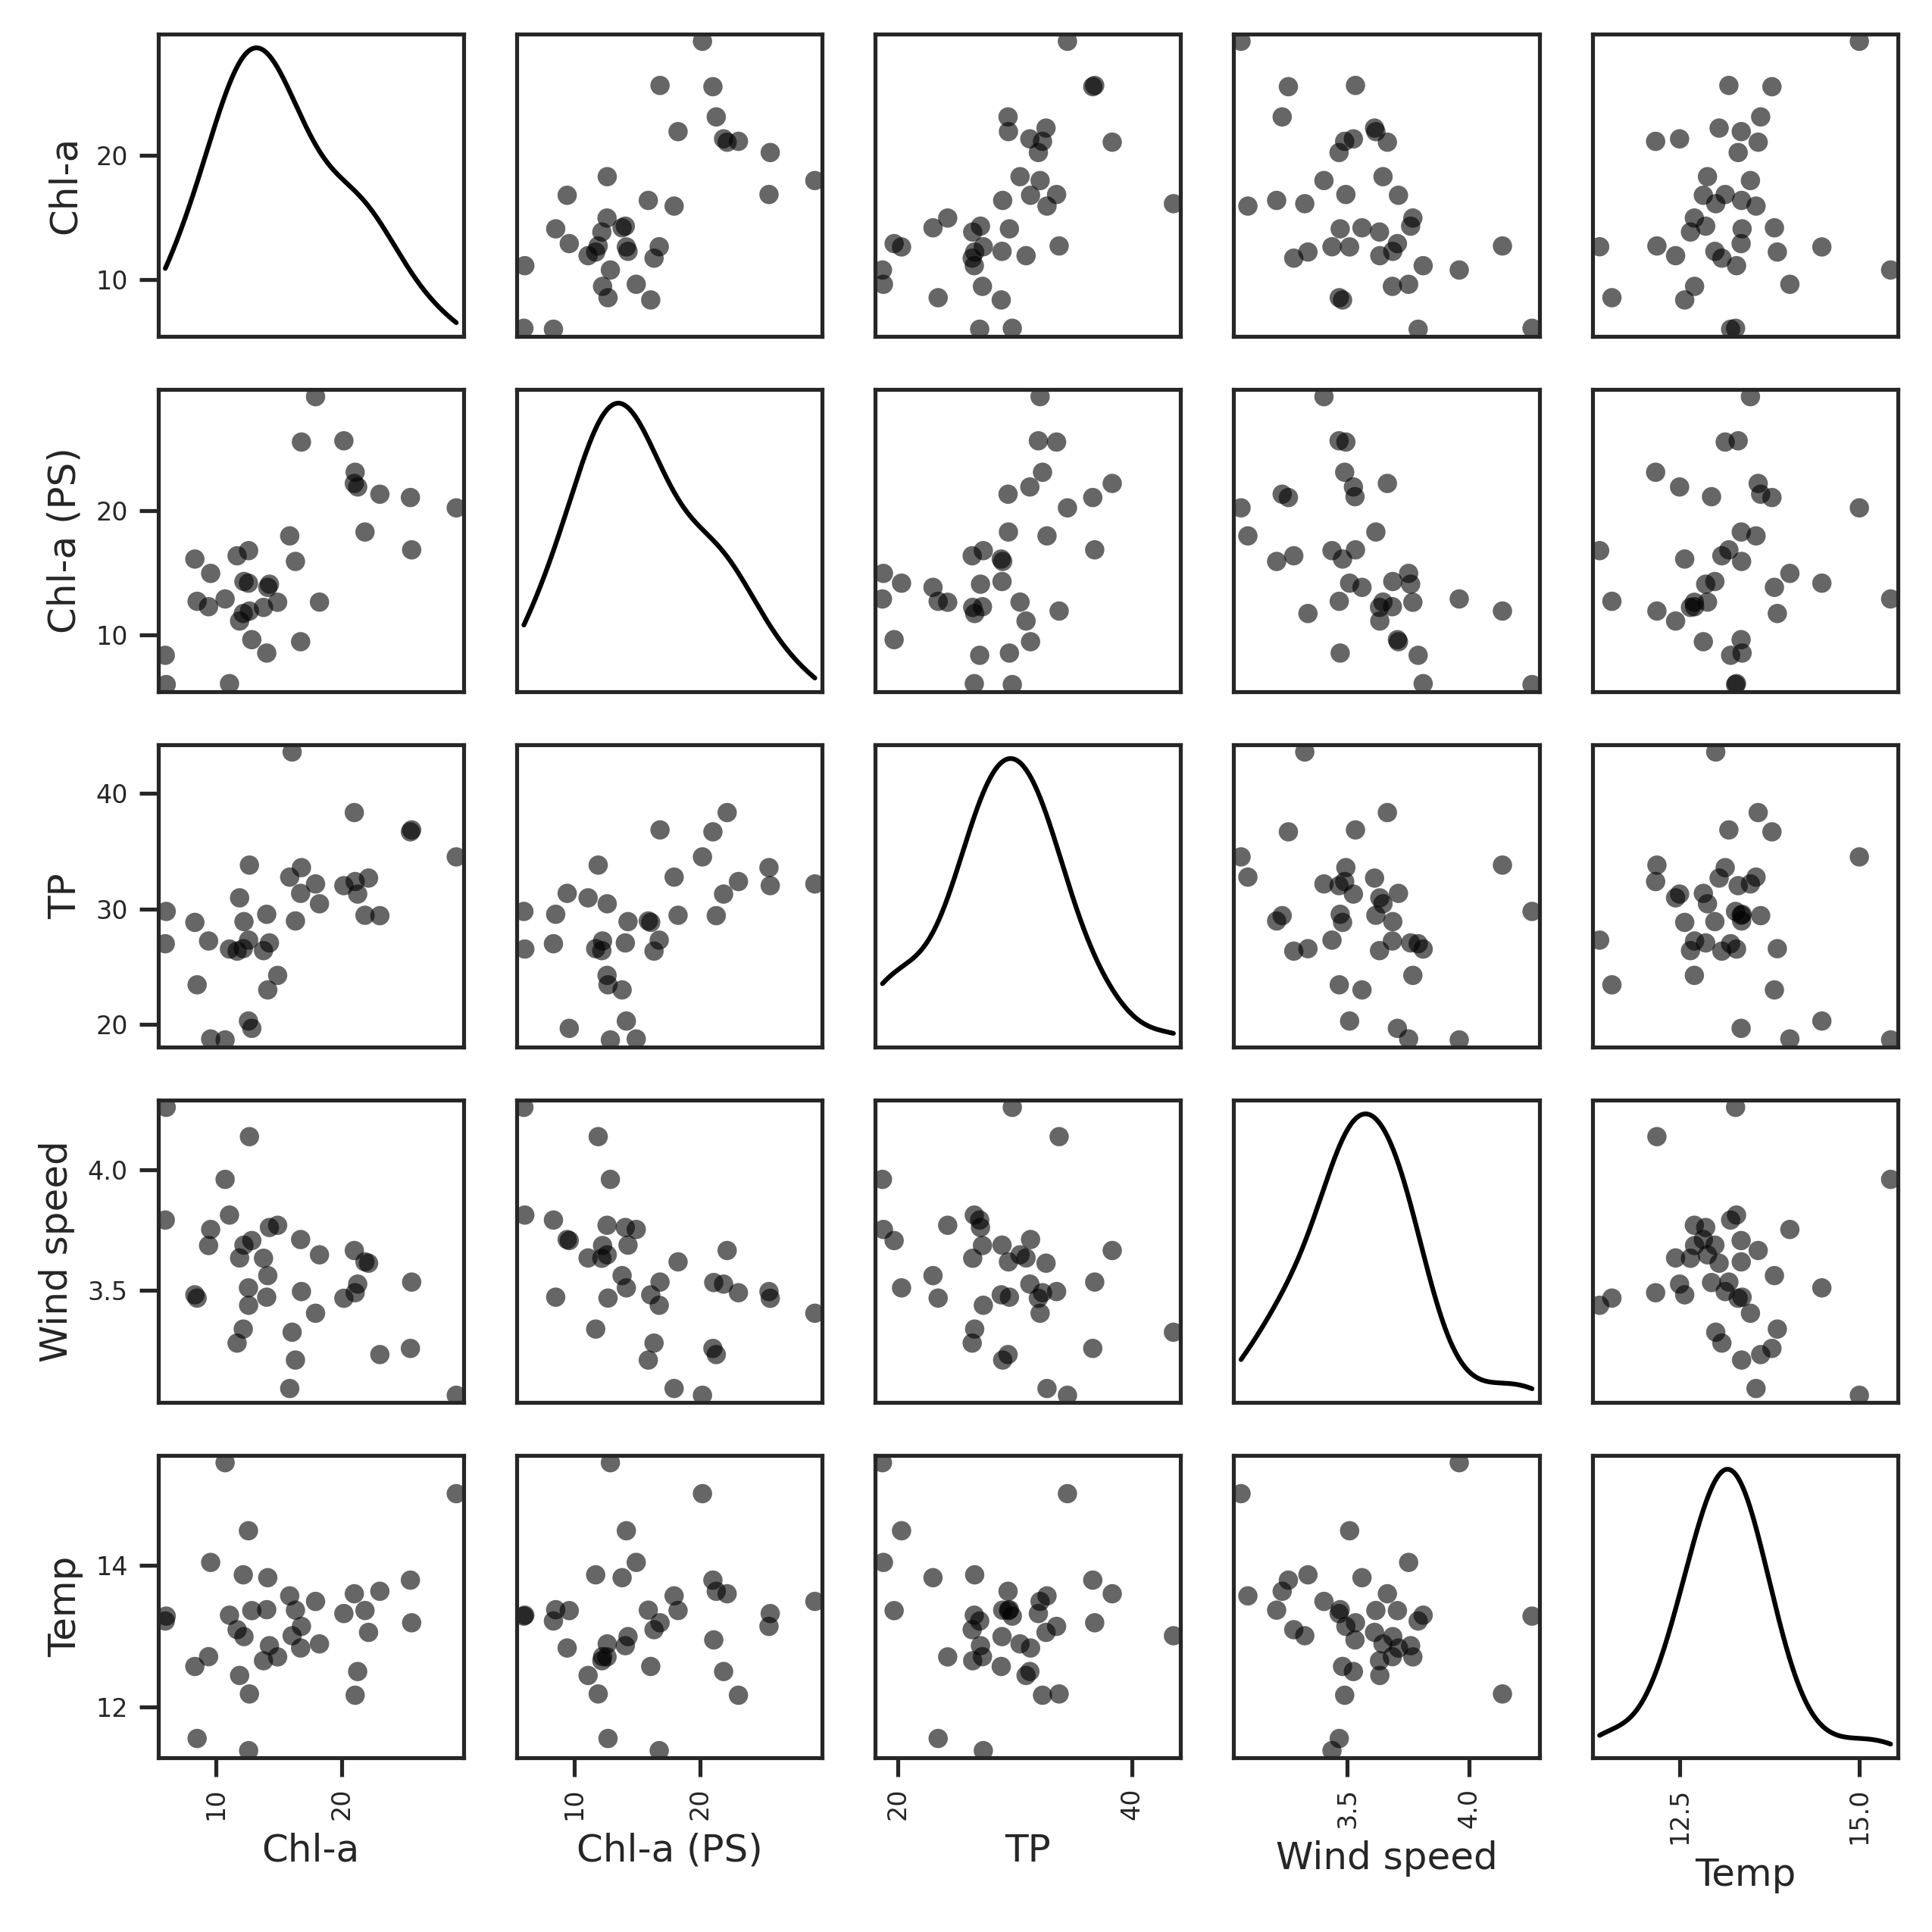 Chl-a
20
10
Chl-a (PS)
20
10
TP
40
30
20
Wind speed
4.0
3.5
Temp
14
12
10 20 10 20 20 40 3.5 4.0 12.5 15.0
Chl-a Chl-a (PS) TP Wind speed Temp